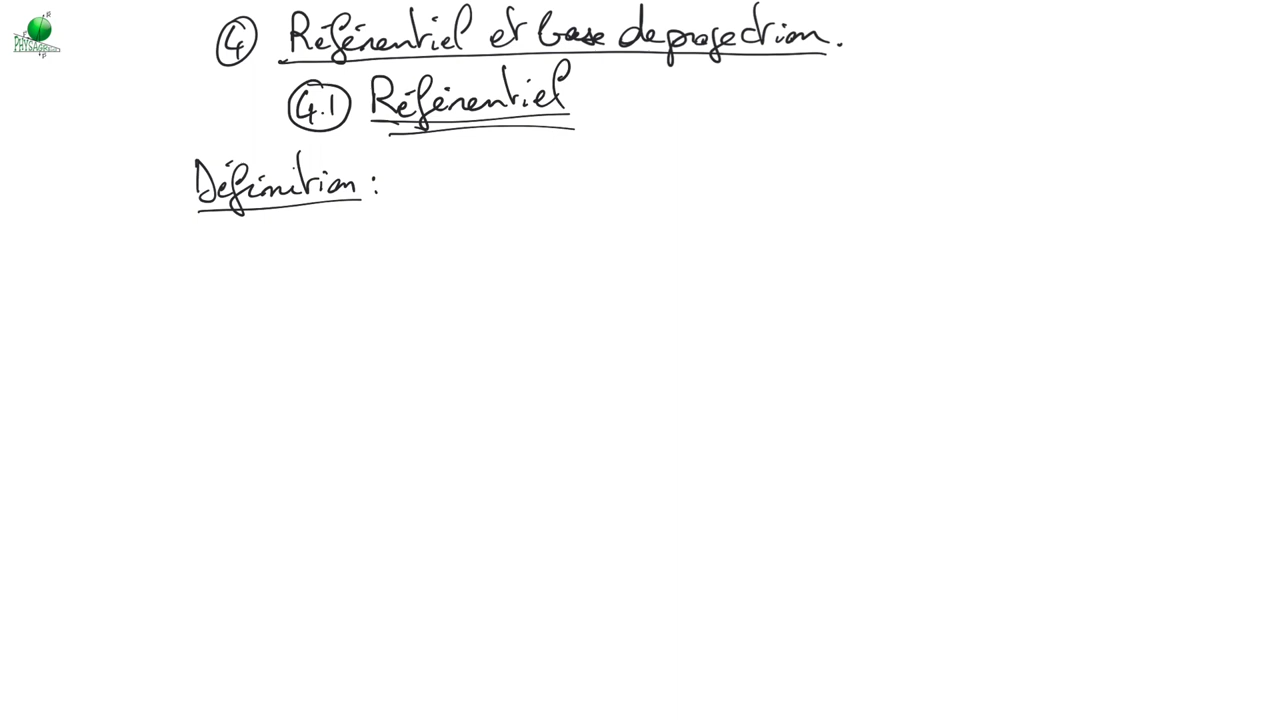 ④ Référentiel et base de projection.
4.1 Référentiel
Définition :